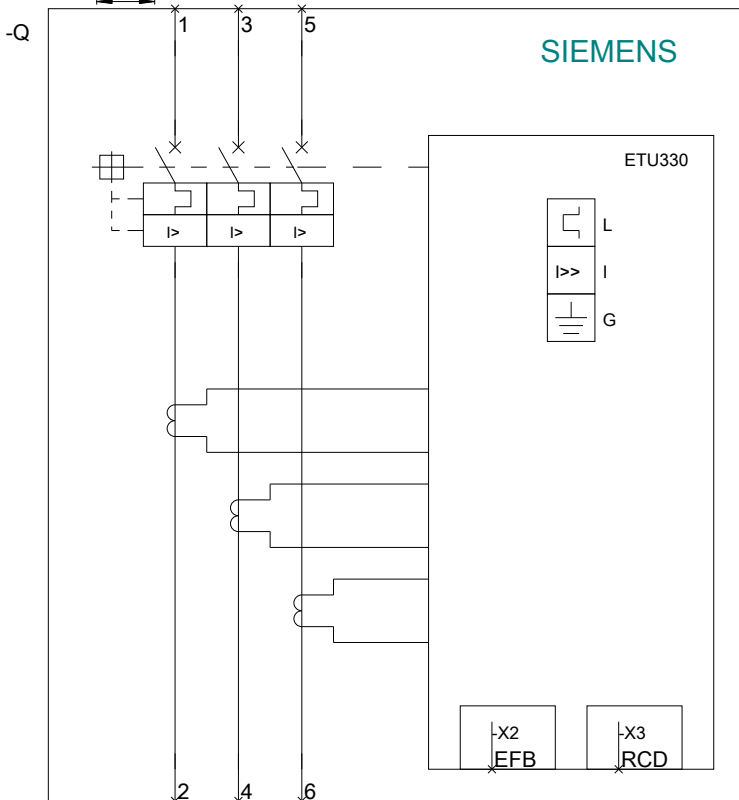 -Q
1 3 5
SIEMENS
ETU330
L
I> I> I>
I>> I
G
-X2 -X3
EFB RCD
2 4 6